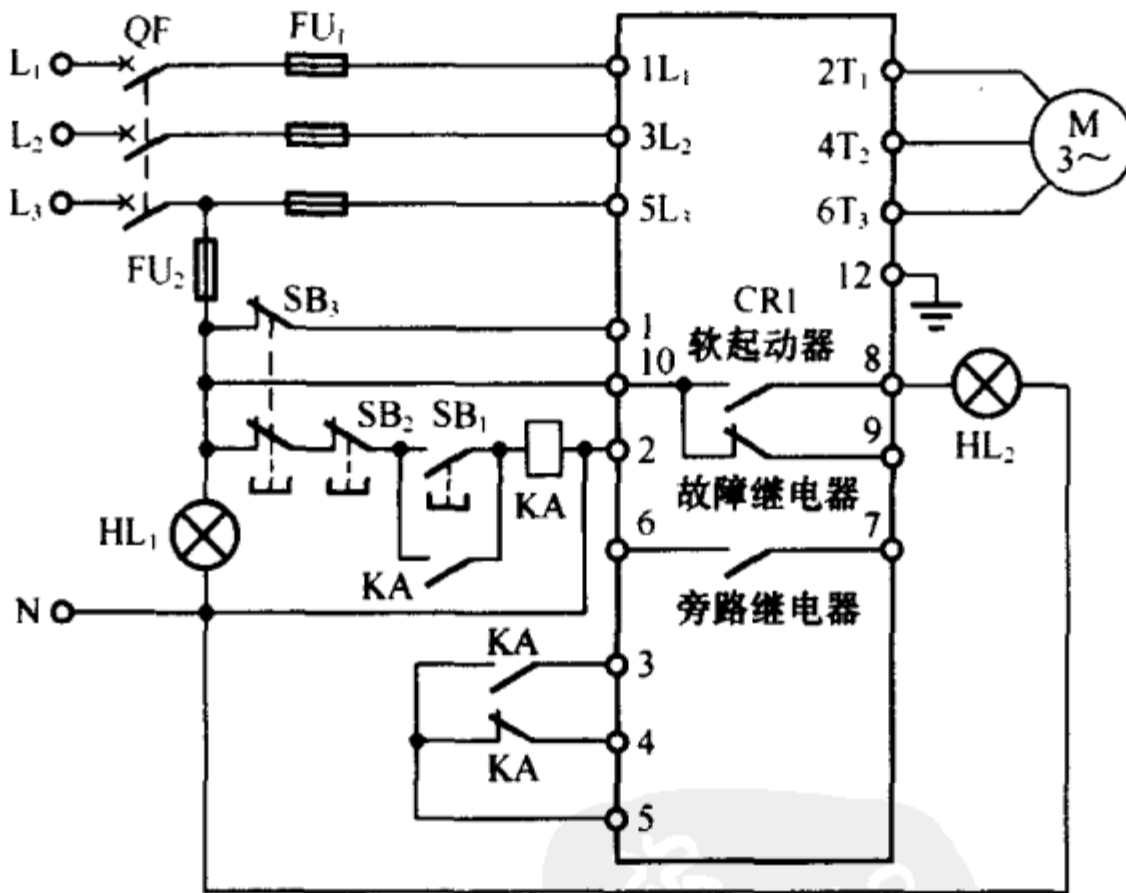 QF FU₁
L₁ 1L₁ 2T₁
L₂ 3L₂ 4T₂
M
3~
L₃ 5L₃ 6T₃
FU₂ 12
SB₃ 1 CR1
10 软起动器 8
SB₂ SB₁ 2 9
KA 故障继电器 HL₂
HL₁ 6 7
KA
N 旁路继电器
KA 3
4
KA
5